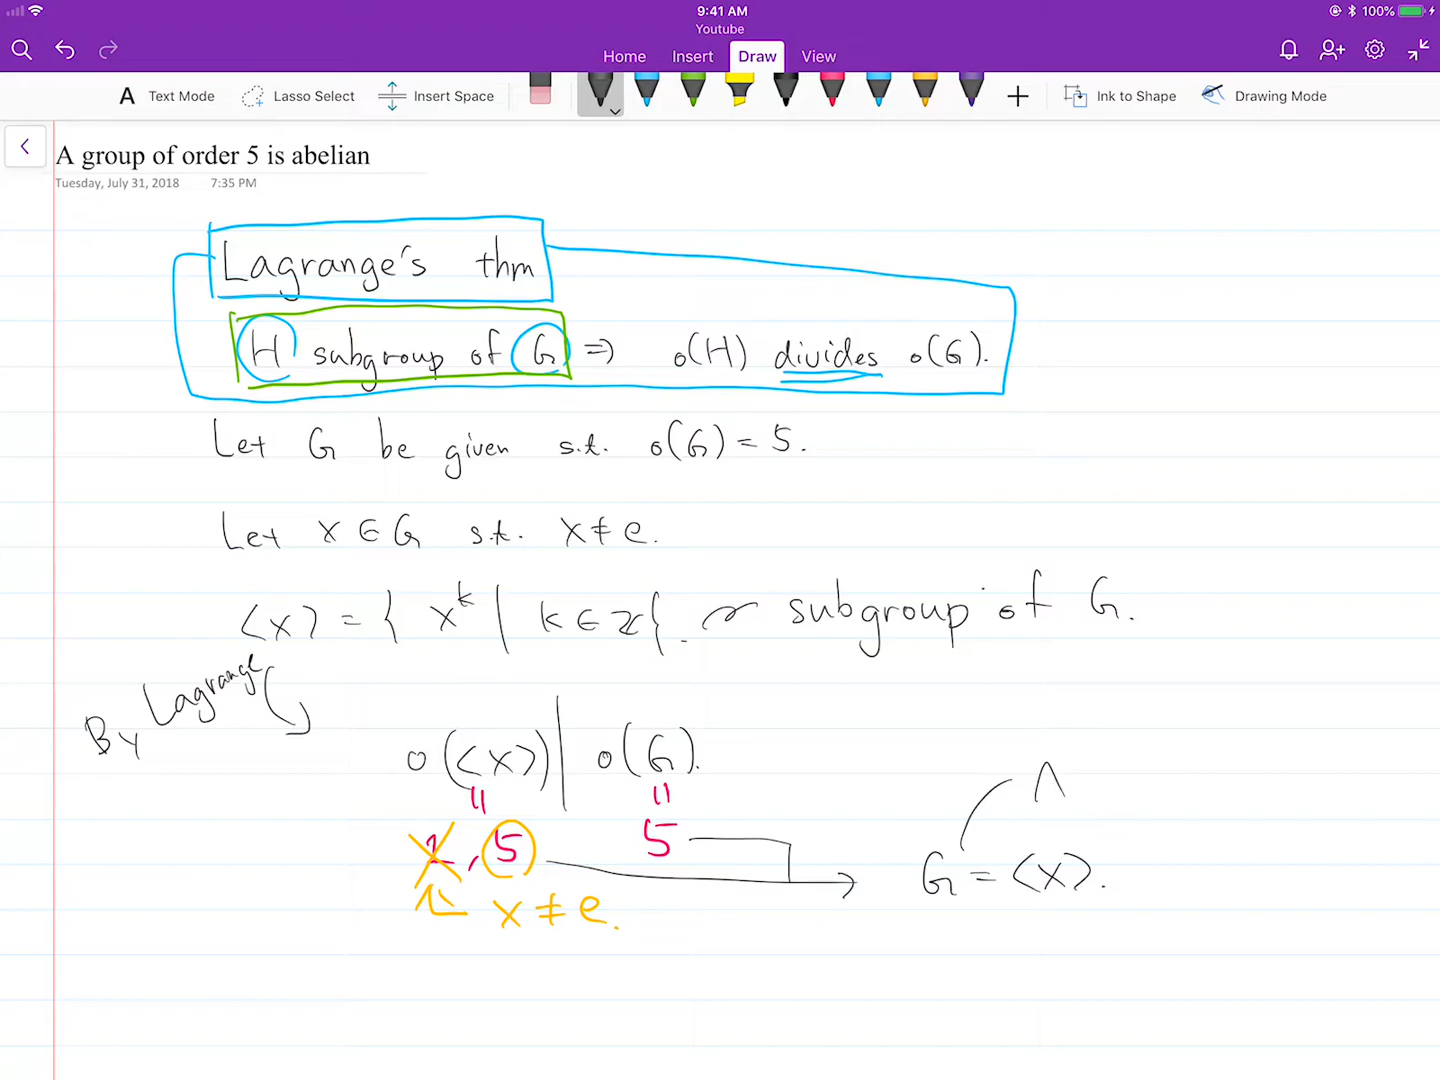 9:41 AM
100%
Youtube
Home Insert Draw View
A Text Mode Lasso Select Insert Space Ink to Shape Drawing Mode
A group of order 5 is abelian
Tuesday, July 31, 2018 7:35 PM
Lagrange's thm
H subgroup of G ⇒ o(H) divides o(G).
Let G be given s.t. o(G) = 5.
Let x ∈ G s.t. x ≠ e.
<x> = { x^k | k ∈ Z }. subgroup of G.
By Lagrange
o(<x>) | o(G).
= =
1, 5 5
G = <x>.
x ≠ e.